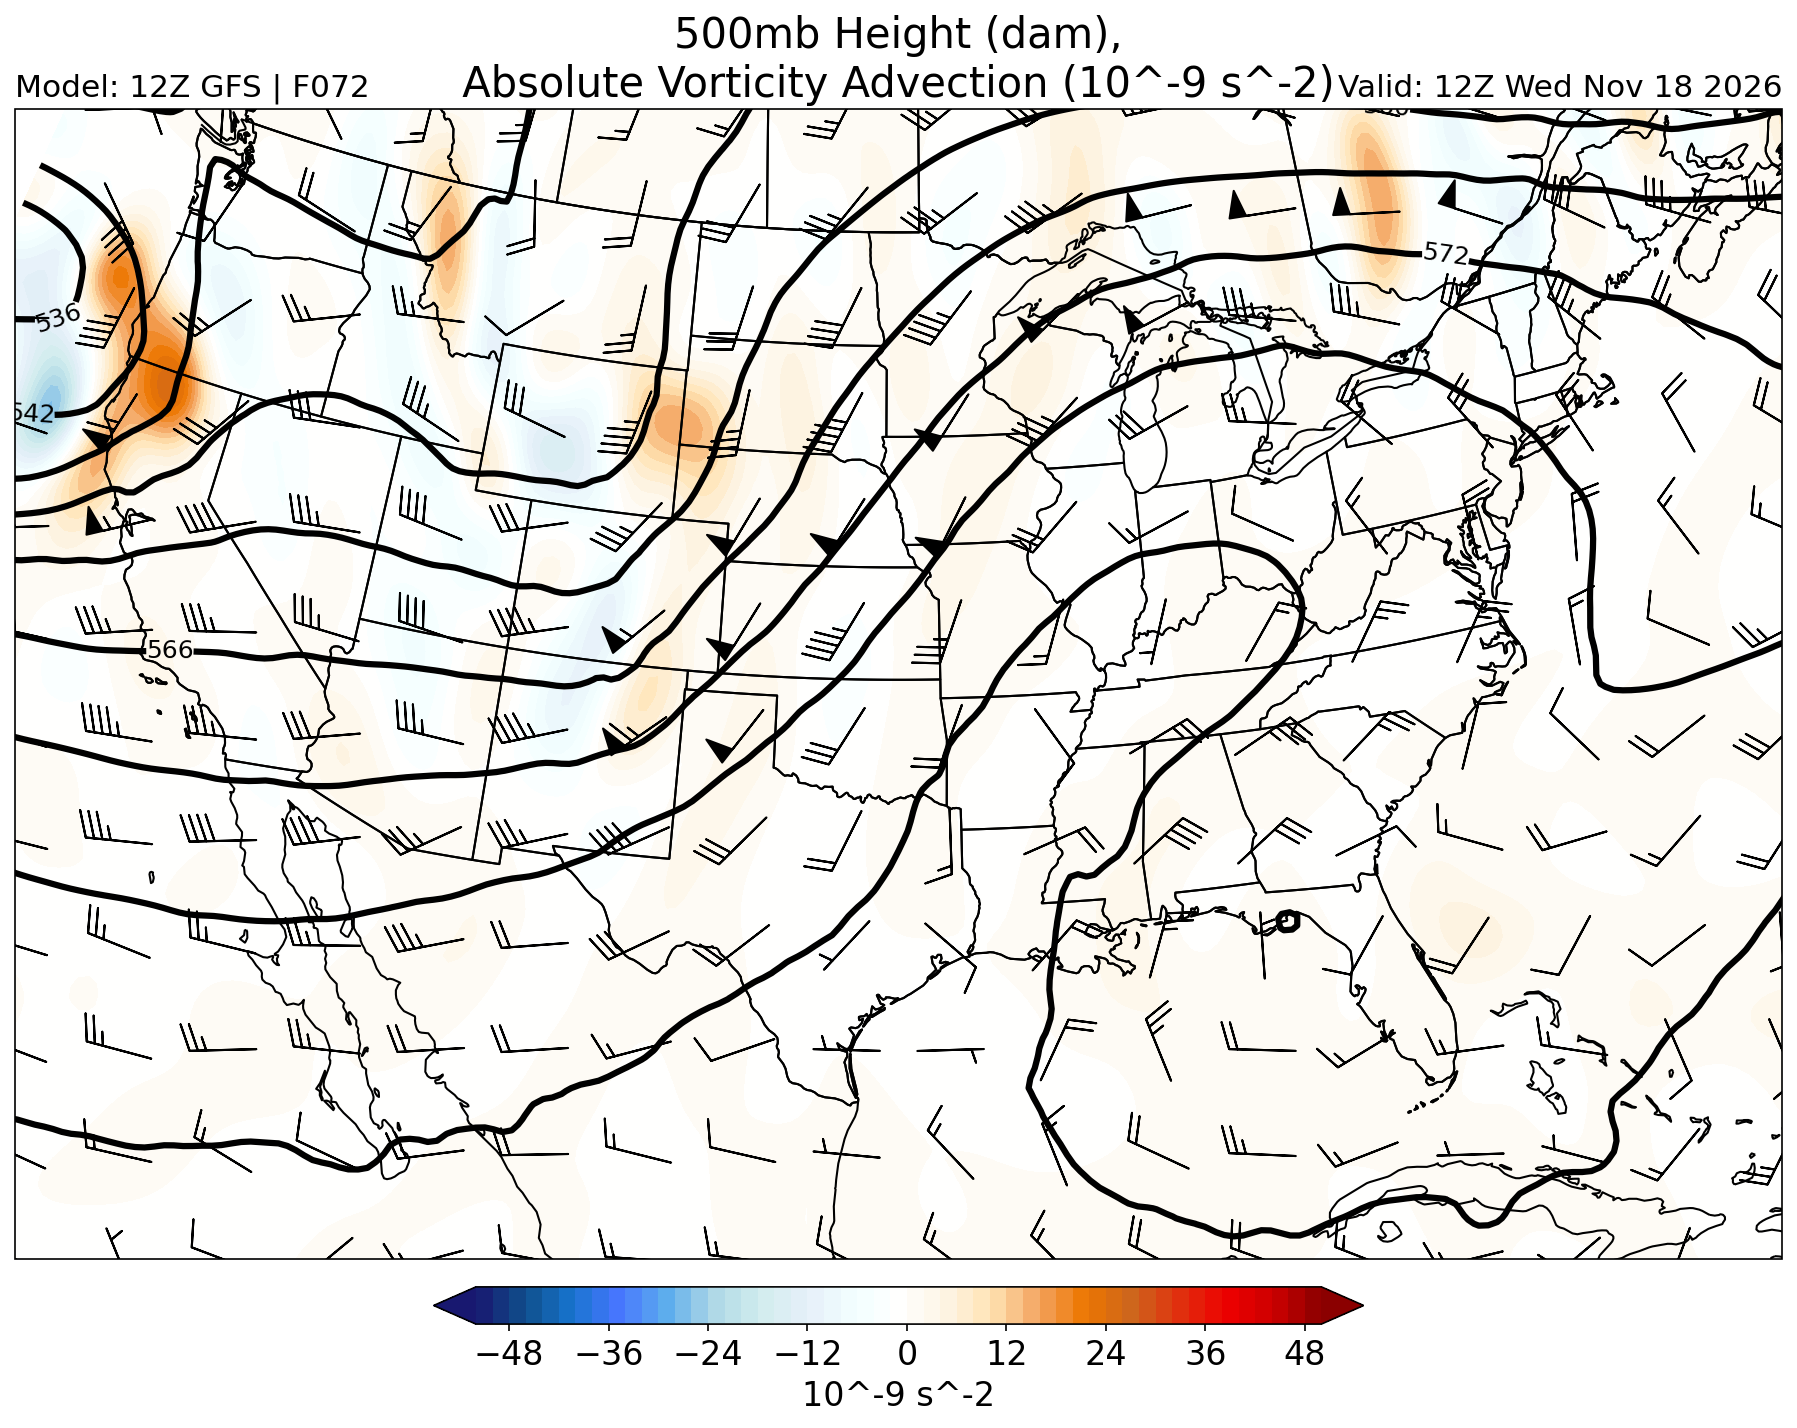 500mb Height (dam),
Model: 12Z GFS | F072 Absolute Vorticity Advection (10^-9 s^-2) Valid: 12Z Wed Nov 18 2026
572
536
542
566
−48 −36 −24 −12 0 12 24 36 48
10^-9 s^-2